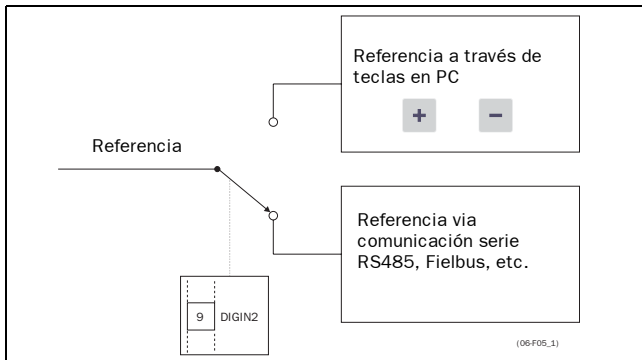 Referencia a través de
teclas en PC
+ −
Referencia
Referencia via
comunicación serie
RS485, Fielbus, etc.
9 DIGIN2
(06-F05_1)